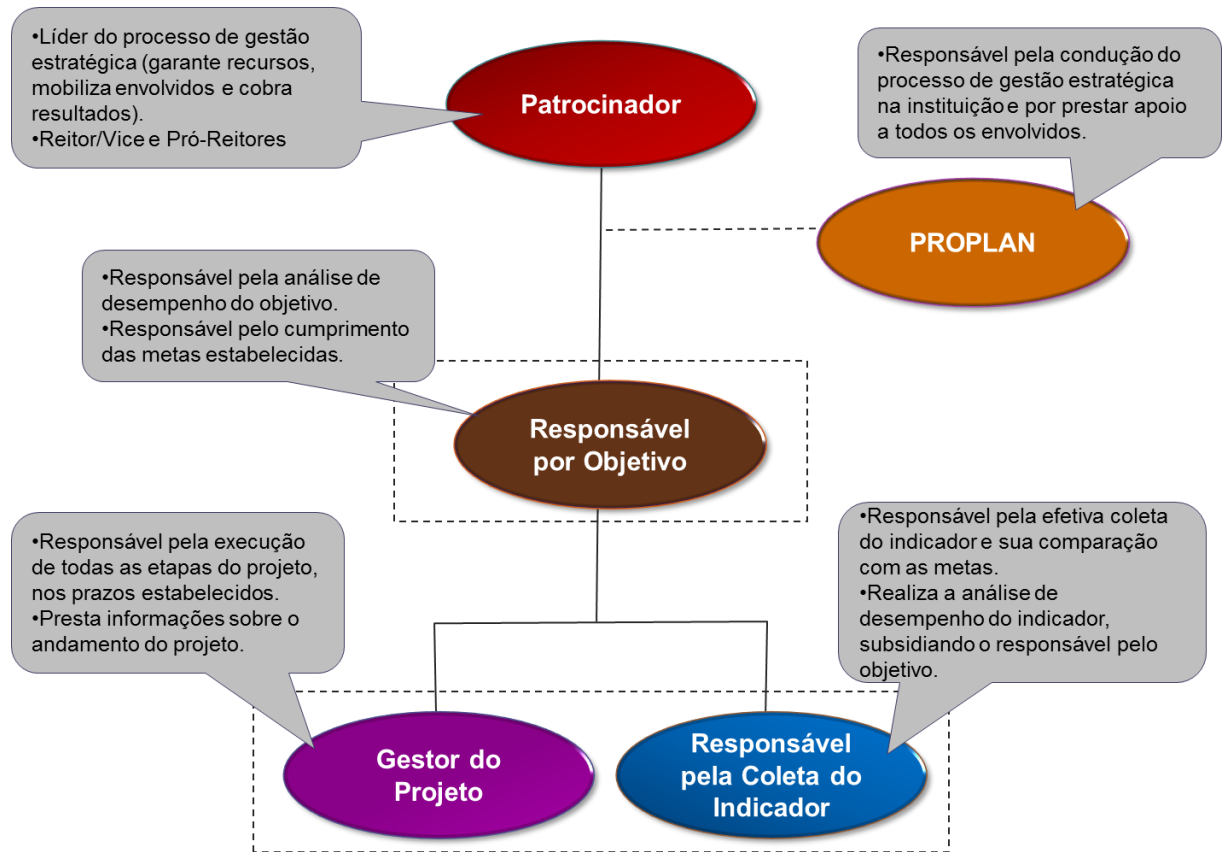 •Líder do processo de gestão
estratégica (garante recursos,
mobiliza envolvidos e cobra
resultados).
•Reitor/Vice e Pró-Reitores
Patrocinador
•Responsável pela condução do
processo de gestão estratégica
na instituição e por prestar apoio
a todos os envolvidos.
PROPLAN
•Responsável pela análise de
desempenho do objetivo.
•Responsável pelo cumprimento
das metas estabelecidas.
Responsável
por Objetivo
•Responsável pela execução
de todas as etapas do projeto,
nos prazos estabelecidos.
•Presta informações sobre o
andamento do projeto.
•Responsável pela efetiva coleta
do indicador e sua comparação
com as metas.
•Realiza a análise de
desempenho do indicador,
subsidiando o responsável pelo
objetivo.
Gestor do
Projeto
Responsável
pela Coleta do
Indicador